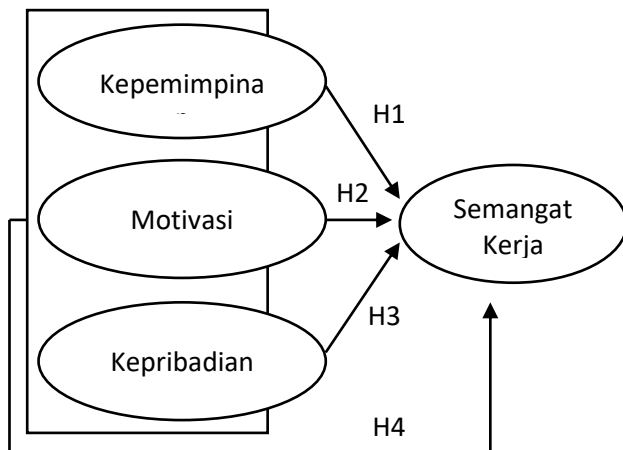 Kepemimpina
H1
H2
Motivasi
Semangat
Kerja
H3
Kepribadian
H4